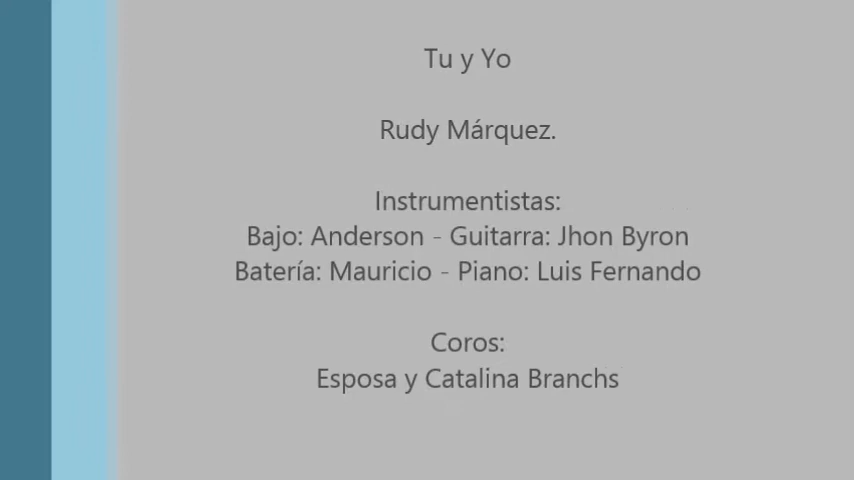 Tu y Yo
Rudy Márquez.
Instrumentistas:
Bajo: Anderson - Guitarra: Jhon Byron
Batería: Mauricio - Piano: Luis Fernando
Coros:
Esposa y Catalina Branchs